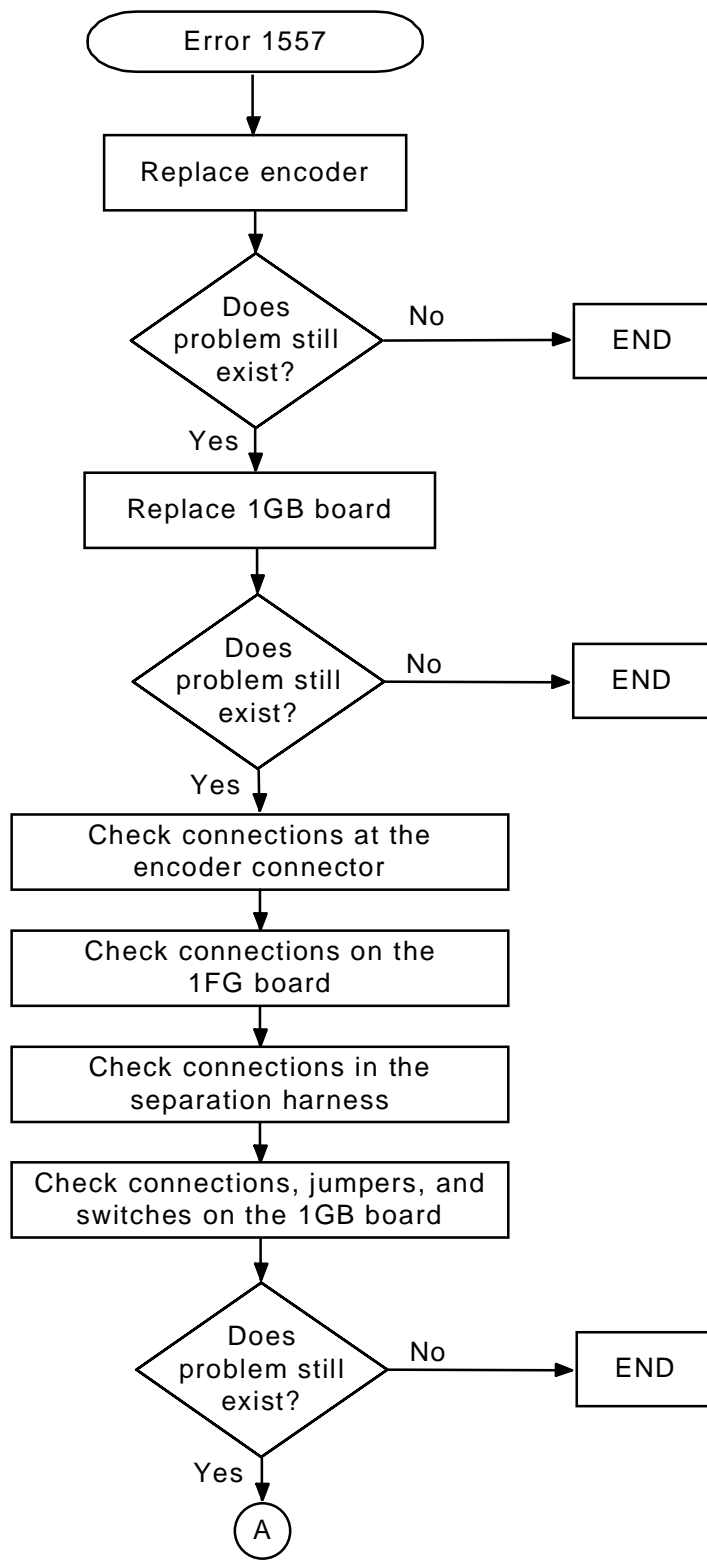 Error 1557
Replace encoder
Does
problem still
exist?
No
END
Yes
Replace 1GB board
Does
problem still
exist?
No
END
Yes
Check connections at the
encoder connector
Check connections on the
1FG board
Check connections in the
separation harness
Check connections, jumpers, and
switches on the 1GB board
Does
problem still
exist?
No
END
Yes
A